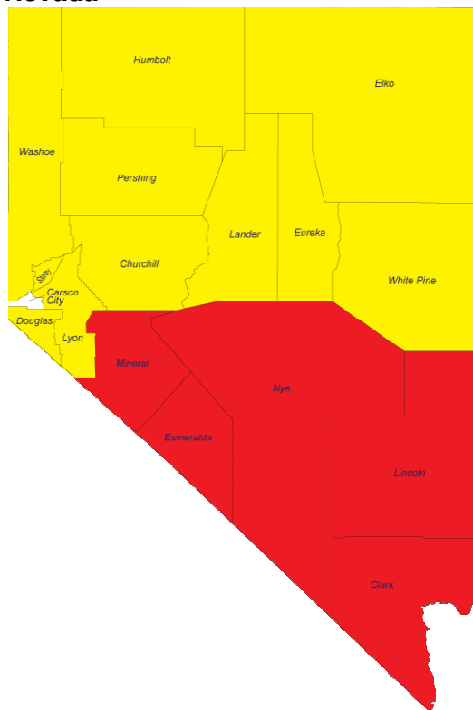 Nevada
Humbolt
Elko
Washoe
Pershing
Lander
Eureka
Churchill
White Pine
Story
Carson
City
Douglas
Lyon
Mineral
Nye
Esmeralda
Lincoln
Clark